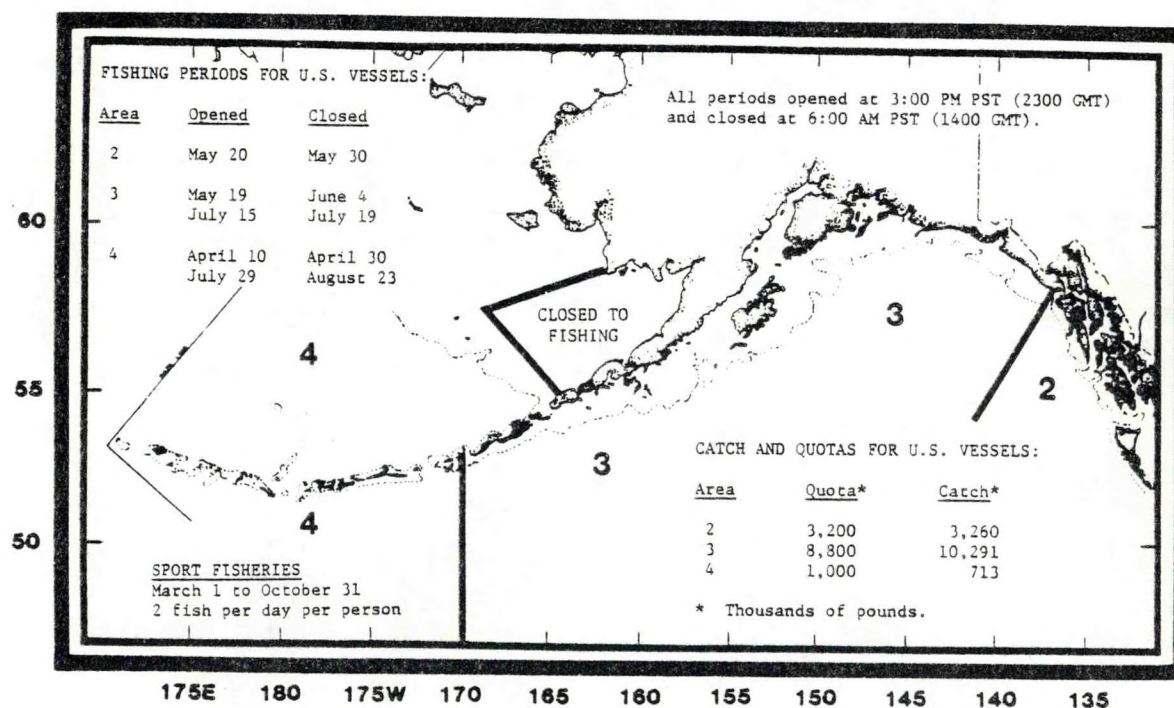 FISHING PERIODS FOR U.S. VESSELS:
Area Opened Closed
2 May 20 May 30
3 May 19 June 4
July 15 July 19
4 April 10 April 30
July 29 August 23
All periods opened at 3:00 PM PST (2300 GMT)
and closed at 6:00 AM PST (1400 GMT).
CLOSED TO
FISHING
4
3
2
3
4
CATCH AND QUOTAS FOR U.S. VESSELS:
Area Quota* Catch*
2 3,200 3,260
3 8,800 10,291
4 1,000 713
* Thousands of pounds.
SPORT FISHERIES
March 1 to October 31
2 fish per day per person
60
55
50
175E 180 175W 170 165 160 155 150 145 140 135